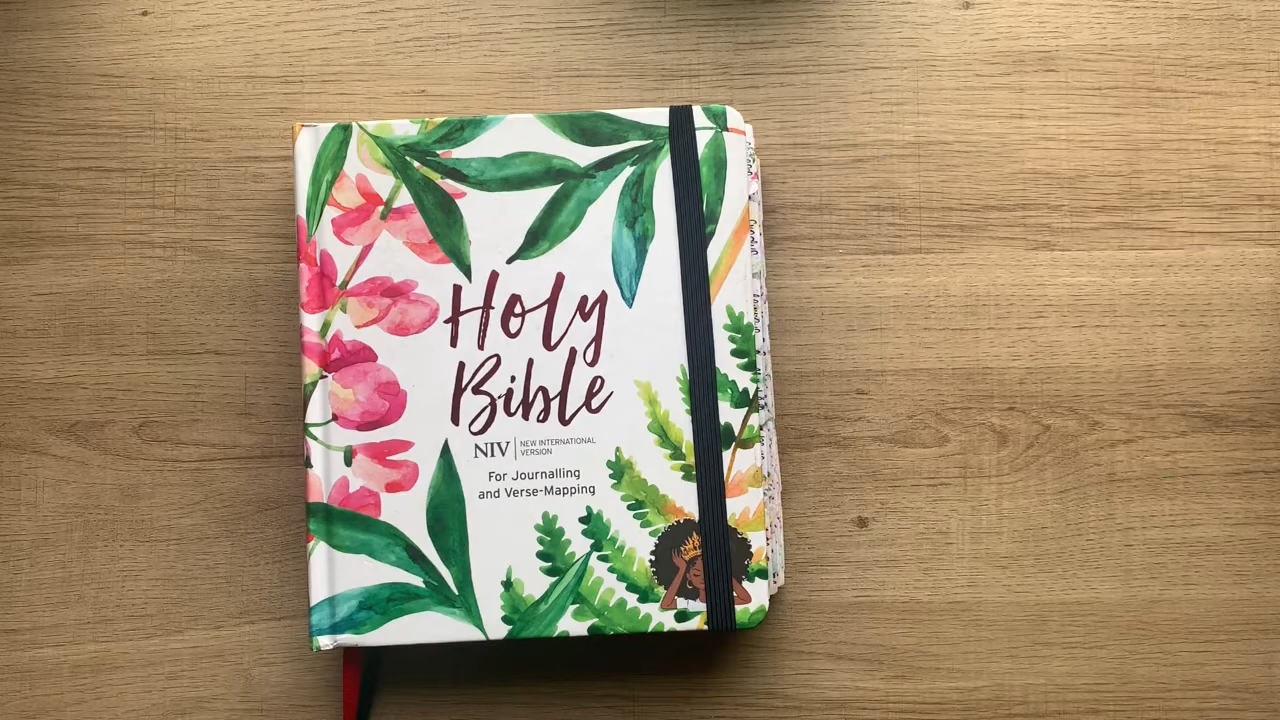 Holy
Bible
NIV NEW INTERNATIONAL
VERSION
For Journalling
and Verse-Mapping